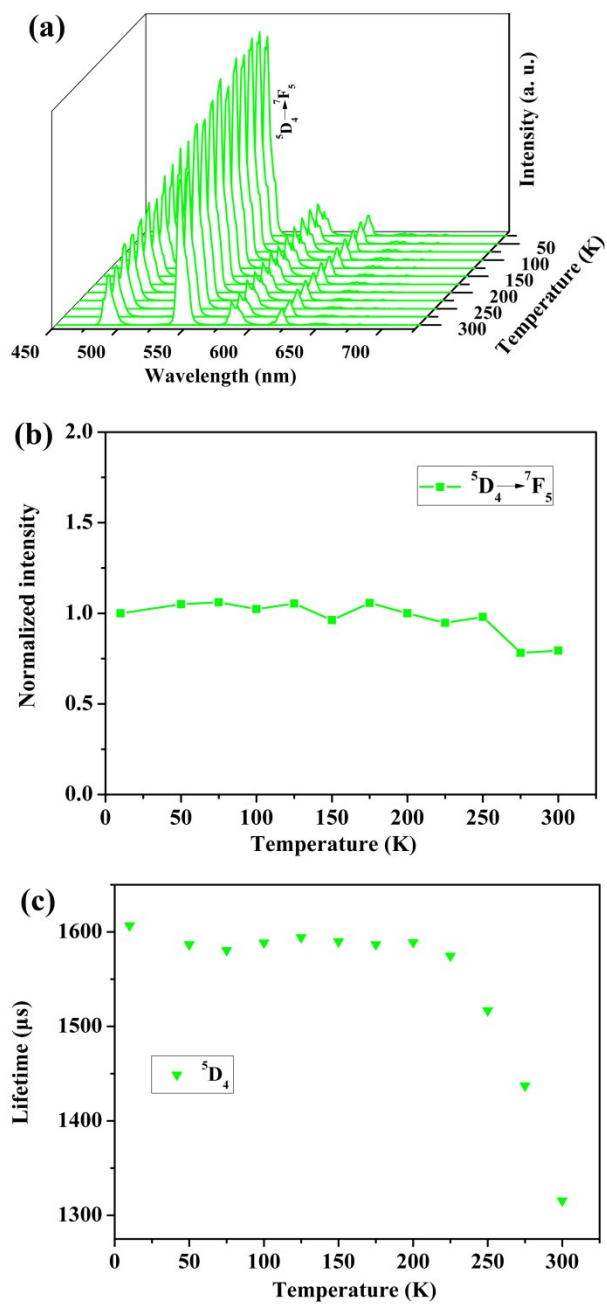 (a)
⁵D₄→⁷F₅
Intensity (a. u.)
50
100
150
200
250
300
Temperature (K)
450 500 550 600 650 700
Wavelength (nm)
(b)
2.0
⁵D₄→⁷F₅
1.5
1.0
0.5
0.0
Normalized intensity
0 50 100 150 200 250 300
Temperature (K)
(c)
1600
1500
⁵D₄
1400
1300
Lifetime (µs)
0 50 100 150 200 250 300
Temperature (K)